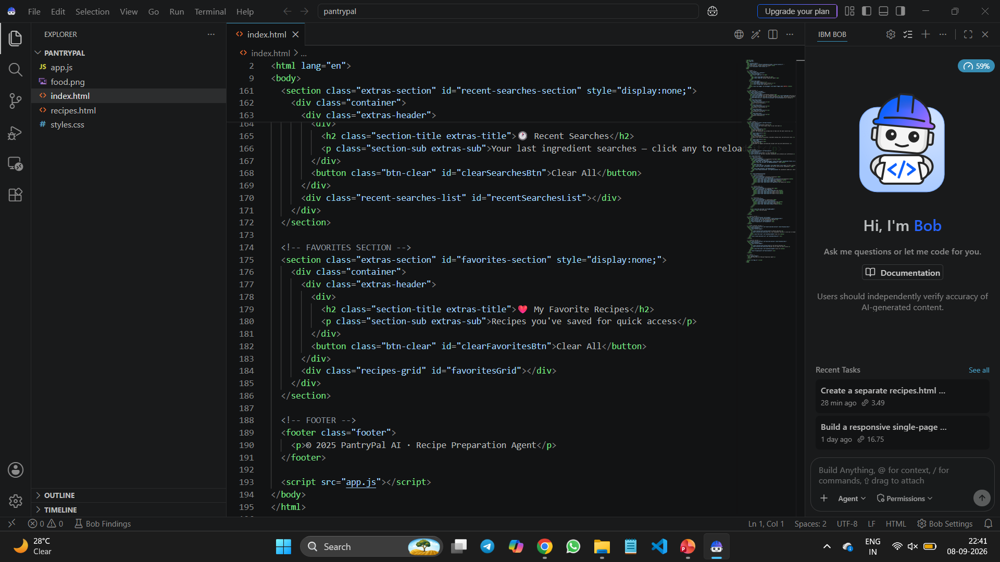 File Edit Selection View Go Run Terminal Help
pantrypal
Upgrade your plan
EXPLORER
PANTRYPAL
JS app.js
food.png
index.html
recipes.html
# styles.css
OUTLINE
TIMELINE
index.html
index.html > ...
2 <html lang="en">
9 <body>
161 <section class="extras-section" id="recent-searches-section" style="display:none;">
162 <div class="container">
163 <div class="extras-header">
164 <div>
165 <h2 class="section-title extras-title">🕐 Recent Searches</h2>
166 <p class="section-sub extras-sub">Your last ingredient searches — click any to reload it</p>
167 </div>
168 <button class="btn-clear" id="clearSearchesBtn">Clear All</button>
169 </div>
170 <div class="recent-searches-list" id="recentSearchesList"></div>
171 </div>
172 </section>
173
174 <!-- FAVORITES SECTION -->
175 <section class="extras-section" id="favorites-section" style="display:none;">
176 <div class="container">
177 <div class="extras-header">
178 <div>
179 <h2 class="section-title extras-title">❤️ My Favorite Recipes</h2>
180 <p class="section-sub extras-sub">Recipes you've saved for quick access</p>
181 </div>
182 <button class="btn-clear" id="clearFavoritesBtn">Clear All</button>
183 </div>
184 <div class="recipes-grid" id="favoritesGrid"></div>
185 </div>
186 </section>
187
188 <!-- FOOTER -->
189 <footer class="footer">
190 <p>© 2025 PantryPal AI · Recipe Preparation Agent</p>
191 </footer>
192
193 <script src="app.js"></script>
194 </body>
195 </html>
IBM BOB
59%
</>
Hi, I'm Bob
Ask me questions or let me code for you.
Documentation
Users should independently verify accuracy of
AI-generated content.
Recent Tasks See all
Create a separate recipes.html ...
28 min ago 3.49
Build a responsive single-page ...
1 day ago 16.75
Build Anything, @ for context, / for
commands, ⇧ drag to attach
Agent Permissions
0 0 Bob Findings
Ln 1, Col 1 Spaces: 2 UTF-8 LF HTML Bob Settings
28°C
Clear
Search
ENG
IN
22:41
08-09-2026